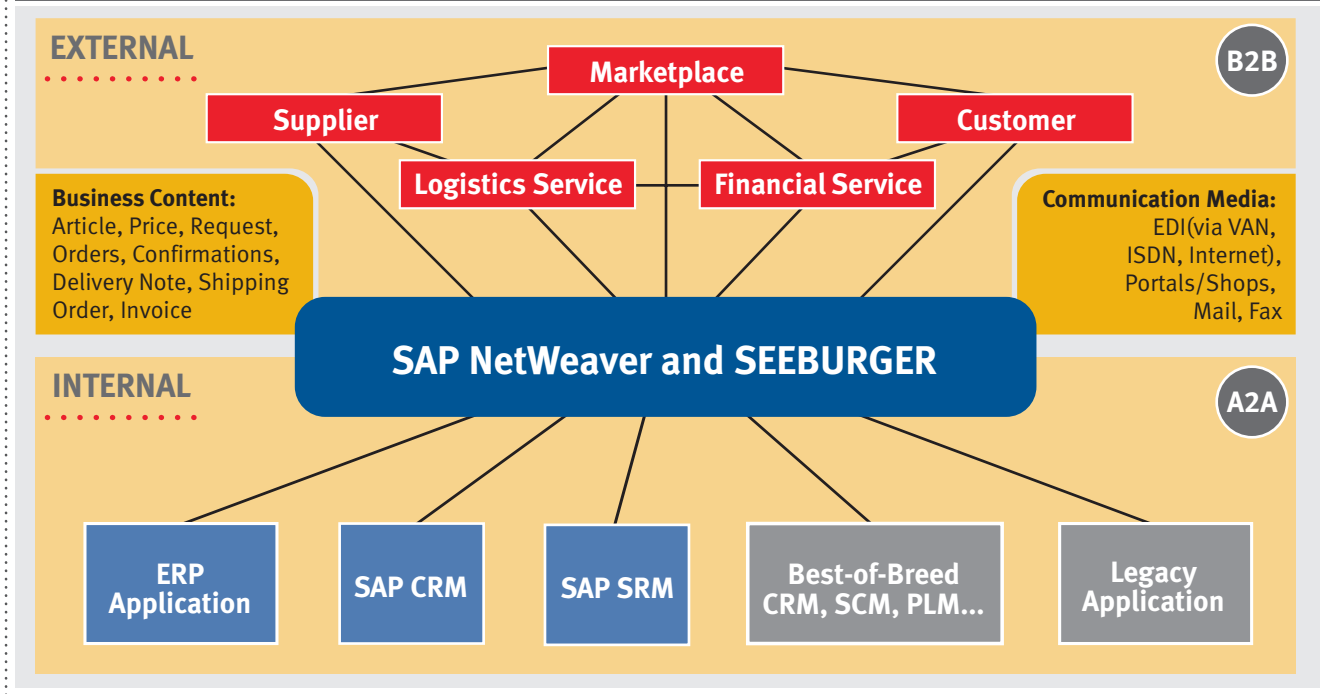 EXTERNAL
B2B
Marketplace
Supplier
Customer
Logistics Service
Financial Service
Business Content:
Article, Price, Request,
Orders, Confirmations,
Delivery Note, Shipping
Order, Invoice
Communication Media:
EDI(via VAN,
ISDN, Internet),
Portals/Shops,
Mail, Fax
SAP NetWeaver and SEEBURGER
INTERNAL
A2A
ERP
Application
SAP CRM
SAP SRM
Best-of-Breed
CRM, SCM, PLM...
Legacy
Application